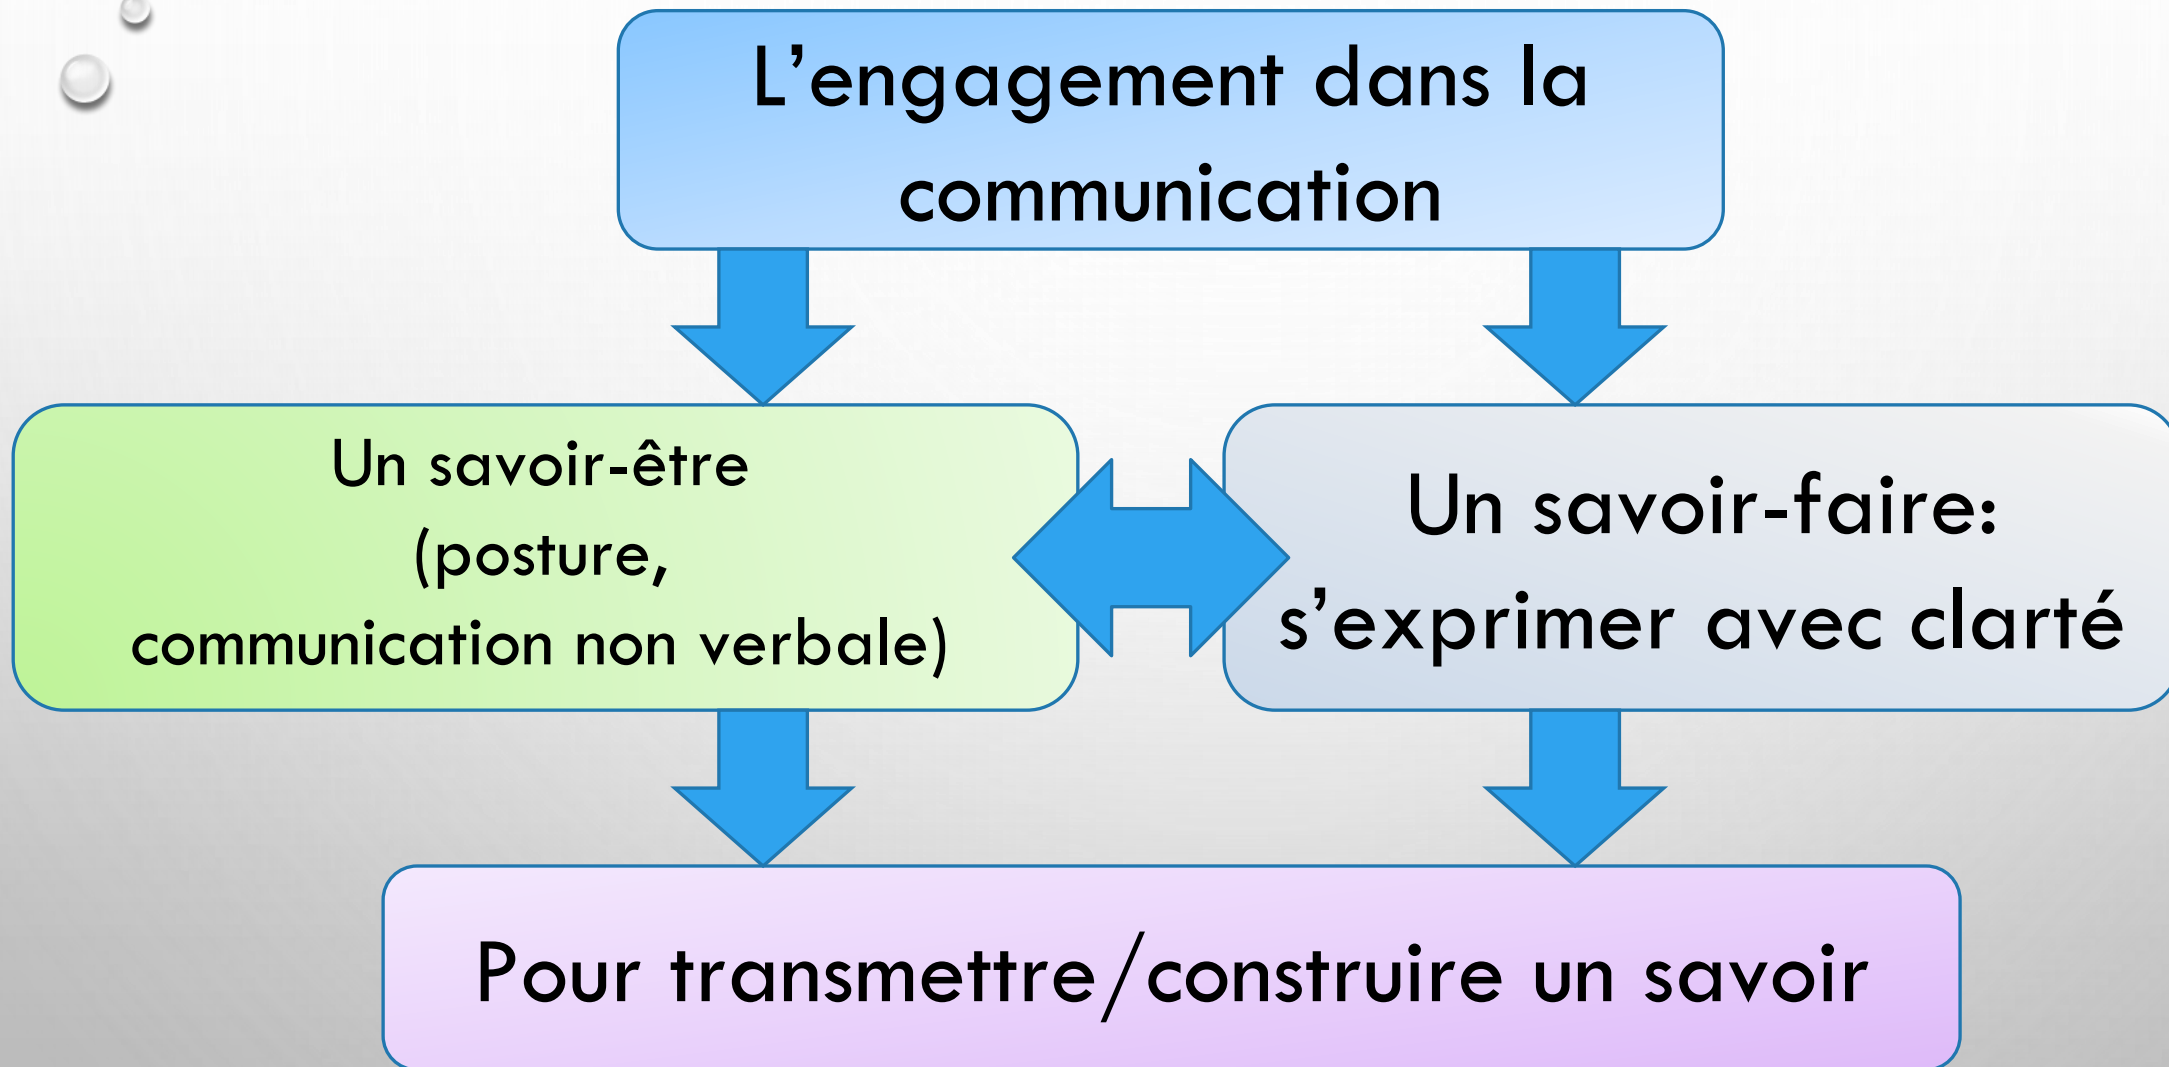 L’engagement dans la
communication
Un savoir-être
(posture,
communication non verbale)
Un savoir-faire:
s’exprimer avec clarté
Pour transmettre/construire un savoir